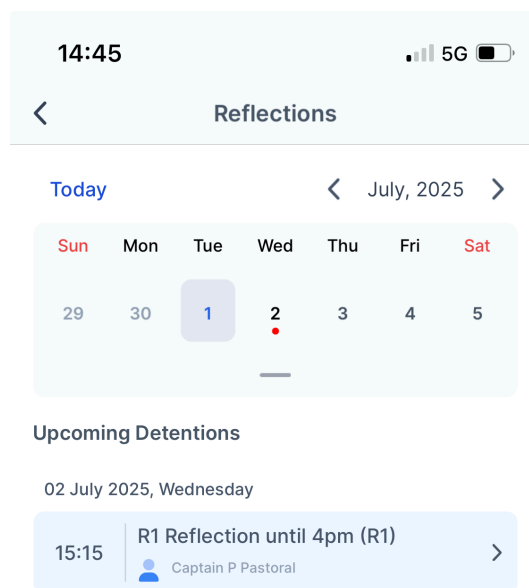 14:45 5G
Reflections
Today July, 2025
Sun Mon Tue Wed Thu Fri Sat
29 30 1 2 3 4 5
Upcoming Detentions
02 July 2025, Wednesday
R1 Reflection until 4pm (R1)
15:15
Captain P Pastoral